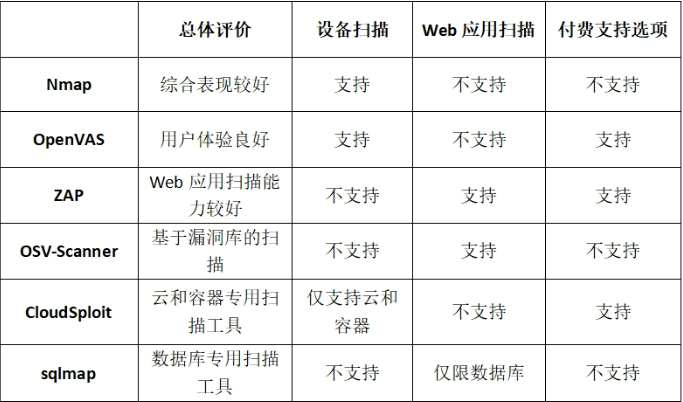 总体评价 设备扫描 Web 应用扫描 付费支持选项
Nmap 综合表现较好 支持 不支持 不支持
OpenVAS 用户体验良好 支持 不支持 支持
ZAP Web 应用扫描能
力较好 不支持 支持 支持
OSV-Scanner 基于漏洞库的扫
描 不支持 支持 不支持
CloudSploit 云和容器专用扫
描工具 仅支持云和
容器 不支持 支持
sqlmap 数据库专用扫描
工具 不支持 仅限数据库 不支持